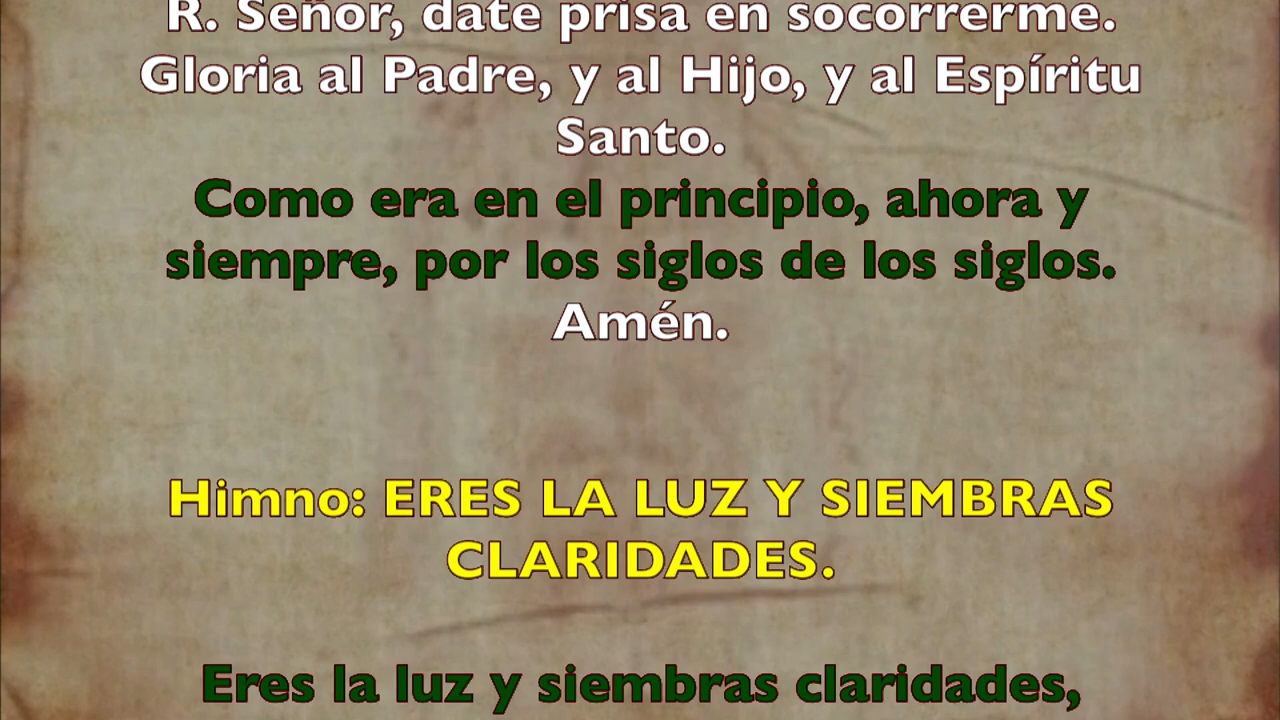 R. Señor, date prisa en socorrerme.
Gloria al Padre, y al Hijo, y al Espíritu
Santo.
Como era en el principio, ahora y
siempre, por los siglos de los siglos.
Amén.
Himno: ERES LA LUZ Y SIEMBRAS
CLARIDADES.
Eres la luz y siembras claridades,